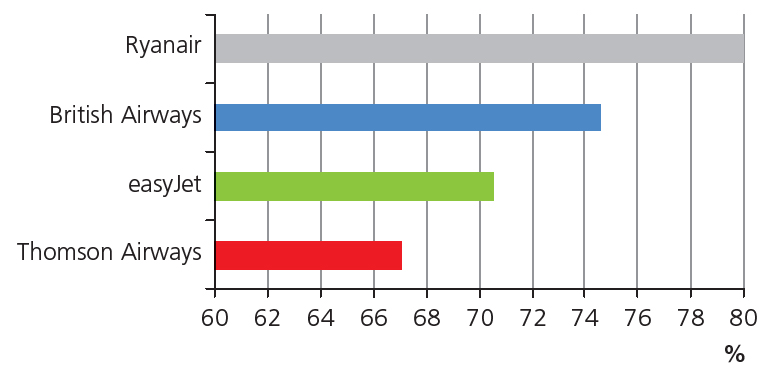 Ryanair
British Airways
easyJet
Thomson Airways
60 62 64 66 68 70 72 74 76 78 80
%